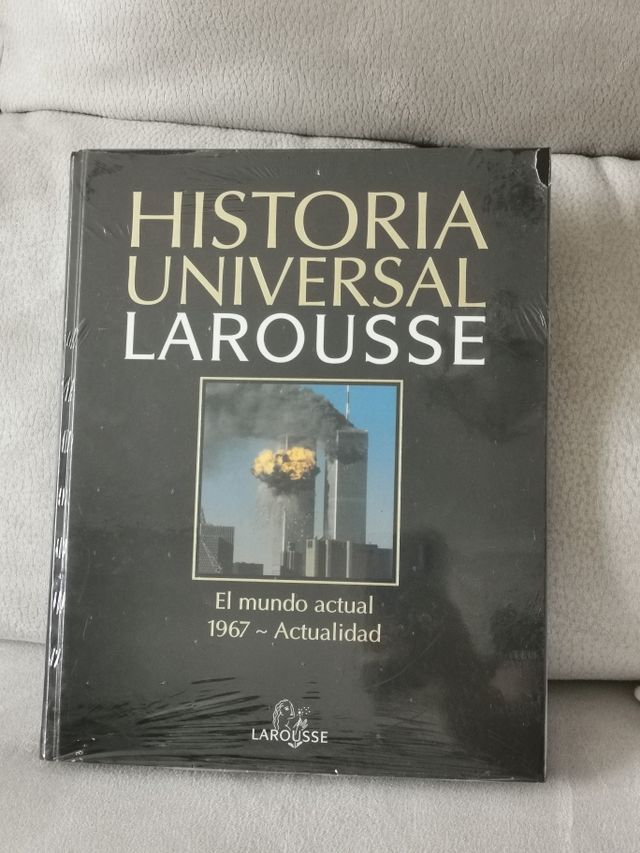 HISTORIA
UNIVERSAL
LAROUSSE
El mundo actual
1967 ~ Actualidad
LAROUSSE